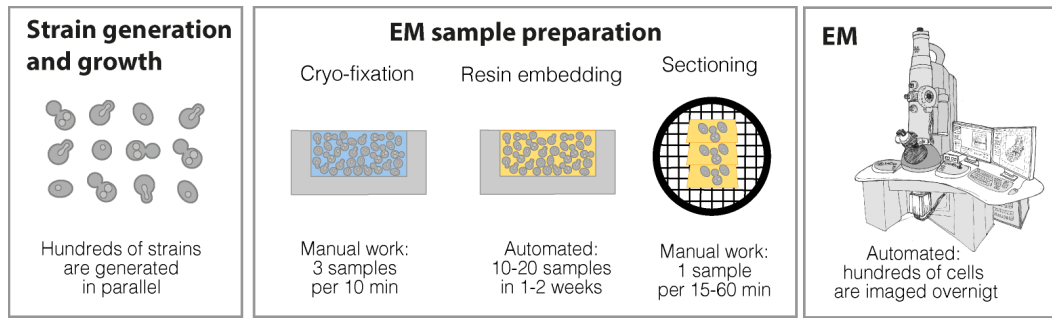 Strain generation
and growth
Hundreds of strains
are generated
in parallel
EM sample preparation
Cryo-fixation
Manual work:
3 samples
per 10 min
Resin embedding
Automated:
10-20 samples
in 1-2 weeks
Sectioning
Manual work:
1 sample
per 15-60 min
EM
Automated:
hundreds of cells
are imaged overnigt